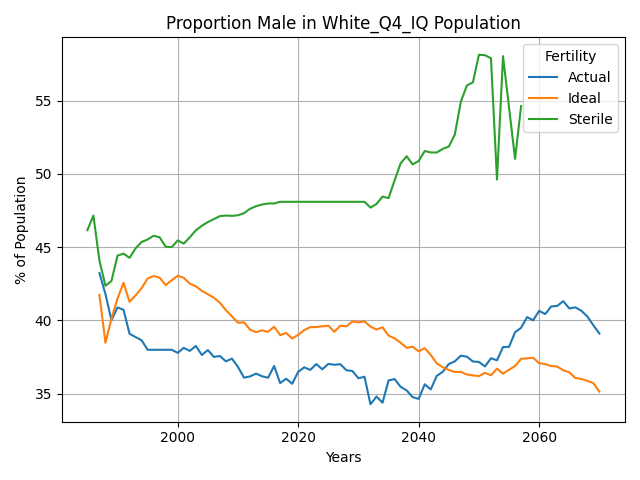 Proportion Male in White_Q4_IQ Population
Fertility
Actual
Ideal
Sterile
% of Population
55
50
45
40
35
2000
2020
2040
2060
Years